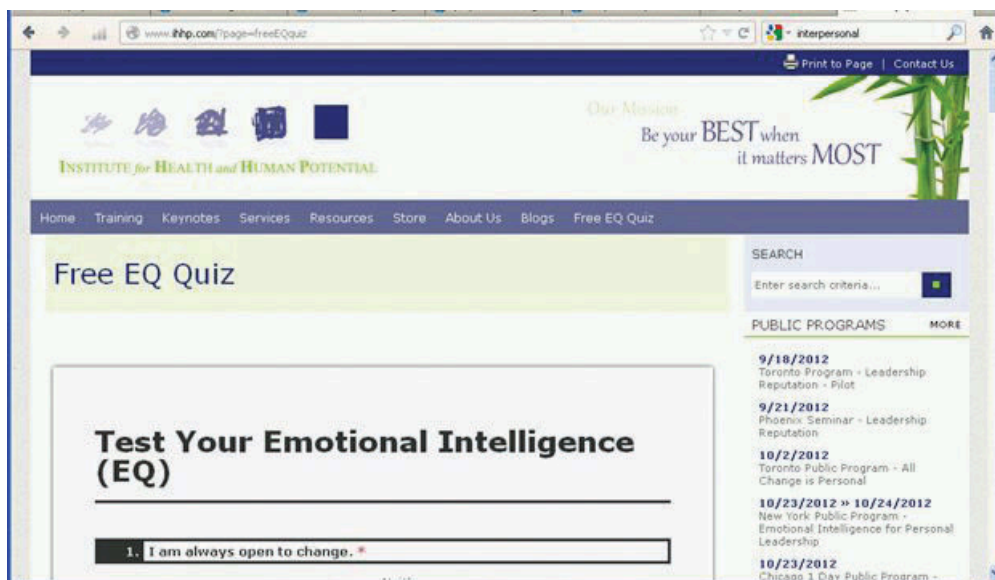 www.ihhp.com/?page=freeEQquiz
interpersonal
Print to Page | Contact Us
Our Mission
Be your BEST when
it matters MOST
INSTITUTE for HEALTH and HUMAN POTENTIAL
Home Training Keynotes Services Resources Store About Us Blogs Free EQ Quiz
Free EQ Quiz
Test Your Emotional Intelligence
(EQ)
1. I am always open to change. *
SEARCH
Enter search criteria...
PUBLIC PROGRAMS MORE
9/18/2012
Toronto Program - Leadership
Reputation - Pilot
9/21/2012
Phoenix Seminar - Leadership
Reputation
10/2/2012
Toronto Public Program - All
Change is Personal
10/23/2012 » 10/24/2012
New York Public Program -
Emotional Intelligence for Personal
Leadership
10/23/2012
Chicago 1 Day Public Program -